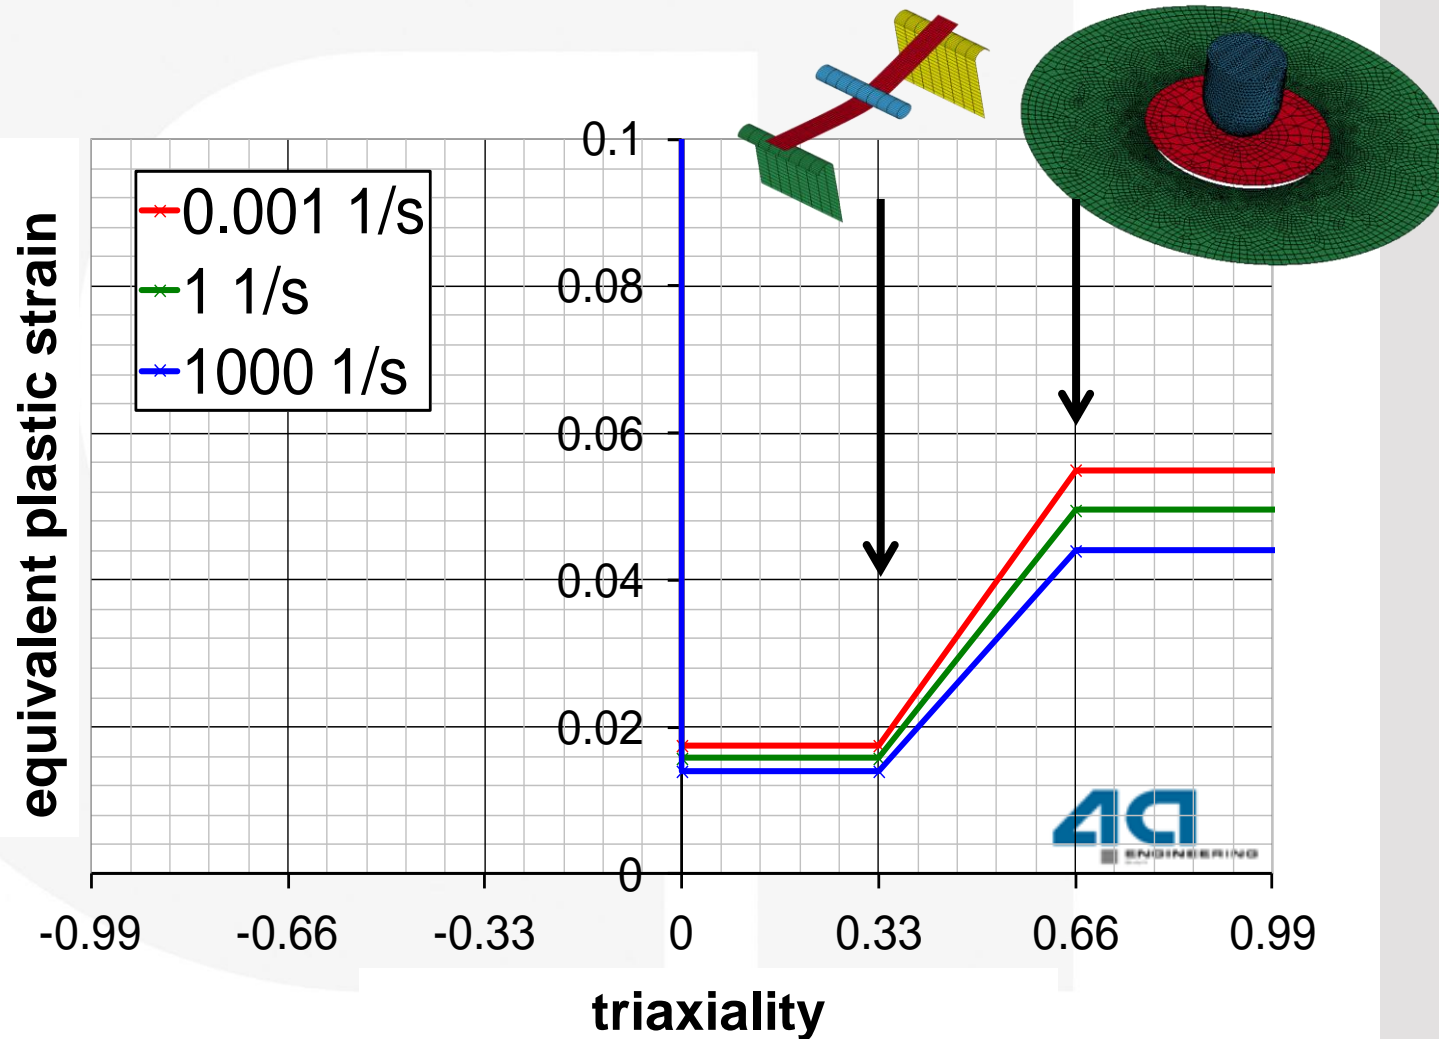 0.1
0.001 1/s
1 1/s
1000 1/s
0.08
0.06
0.04
0.02
0
equivalent plastic strain
4a
ENGINEERING
-0.99 -0.66 -0.33 0 0.33 0.66 0.99
triaxiality